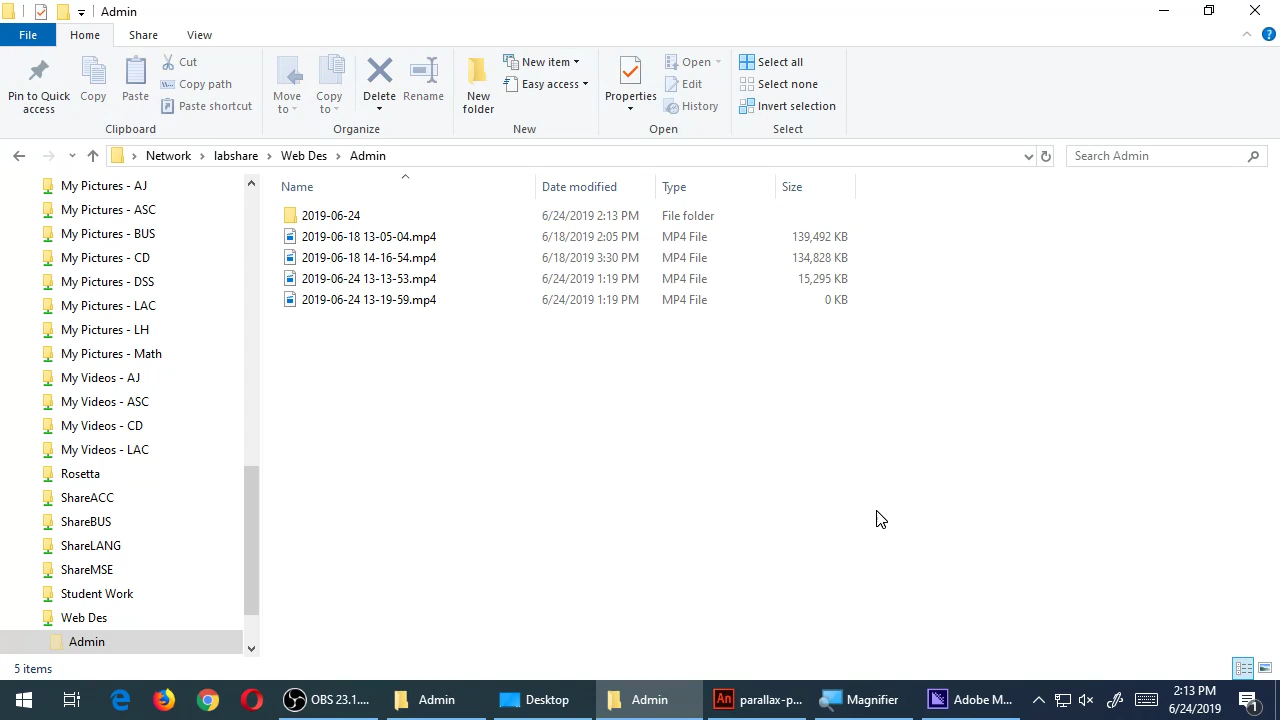 Admin
File Home Share View
Pin to Quick access
Copy
Paste
Cut
Copy path
Paste shortcut
Clipboard
Move to
Copy to
Delete
Rename
Organize
New folder
New item
Easy access
New
Properties
Open
Edit
History
Open
Select all
Select none
Invert selection
Select
Network labshare Web Des Admin
Search Admin
My Pictures - AJ
My Pictures - ASC
My Pictures - BUS
My Pictures - CD
My Pictures - DSS
My Pictures - LAC
My Pictures - LH
My Pictures - Math
My Videos - AJ
My Videos - ASC
My Videos - CD
My Videos - LAC
Rosetta
ShareACC
ShareBUS
ShareLANG
ShareMSE
Student Work
Web Des
Admin
Name Date modified Type Size
2019-06-24 6/24/2019 2:13 PM File folder
2019-06-18 13-05-04.mp4 6/18/2019 2:05 PM MP4 File 139,492 KB
2019-06-18 14-16-54.mp4 6/18/2019 3:30 PM MP4 File 134,828 KB
2019-06-24 13-13-53.mp4 6/24/2019 1:19 PM MP4 File 15,295 KB
2019-06-24 13-19-59.mp4 6/24/2019 1:19 PM MP4 File 0 KB
5 items
OBS 23.1.... Admin Desktop Admin An parallax-p... Magnifier Adobe M...
2:13 PM
6/24/2019
1